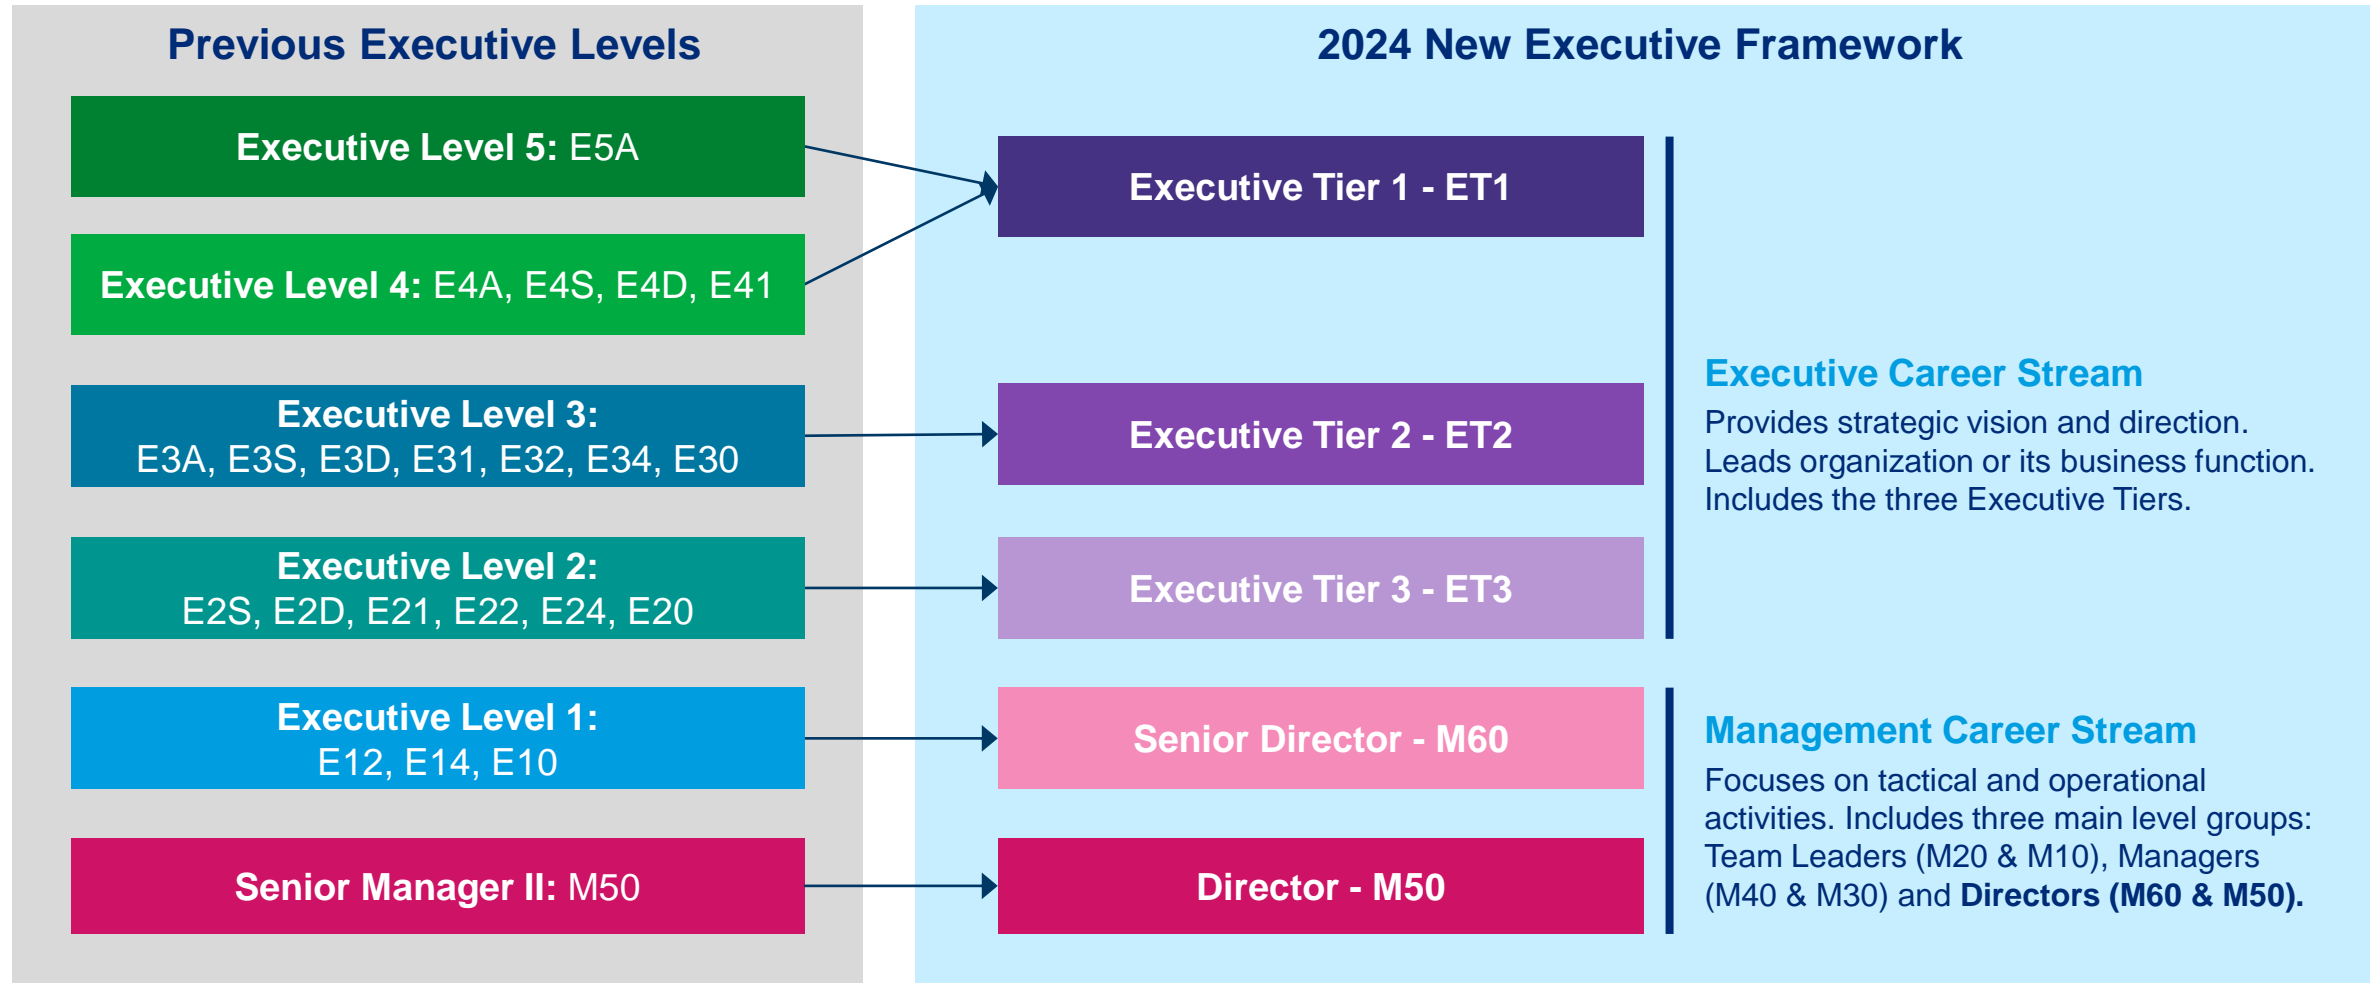 Previous Executive Levels
Executive Level 5: E5A
Executive Level 4: E4A, E4S, E4D, E41
Executive Level 3:
E3A, E3S, E3D, E31, E32, E34, E30
Executive Level 2:
E2S, E2D, E21, E22, E24, E20
Executive Level 1:
E12, E14, E10
Senior Manager II: M50
2024 New Executive Framework
Executive Tier 1 - ET1
Executive Tier 2 - ET2
Executive Tier 3 - ET3
Senior Director - M60
Director - M50
Executive Career Stream
Provides strategic vision and direction.
Leads organization or its business function.
Includes the three Executive Tiers.
Management Career Stream
Focuses on tactical and operational
activities. Includes three main level groups:
Team Leaders (M20 & M10), Managers
(M40 & M30) and Directors (M60 & M50).